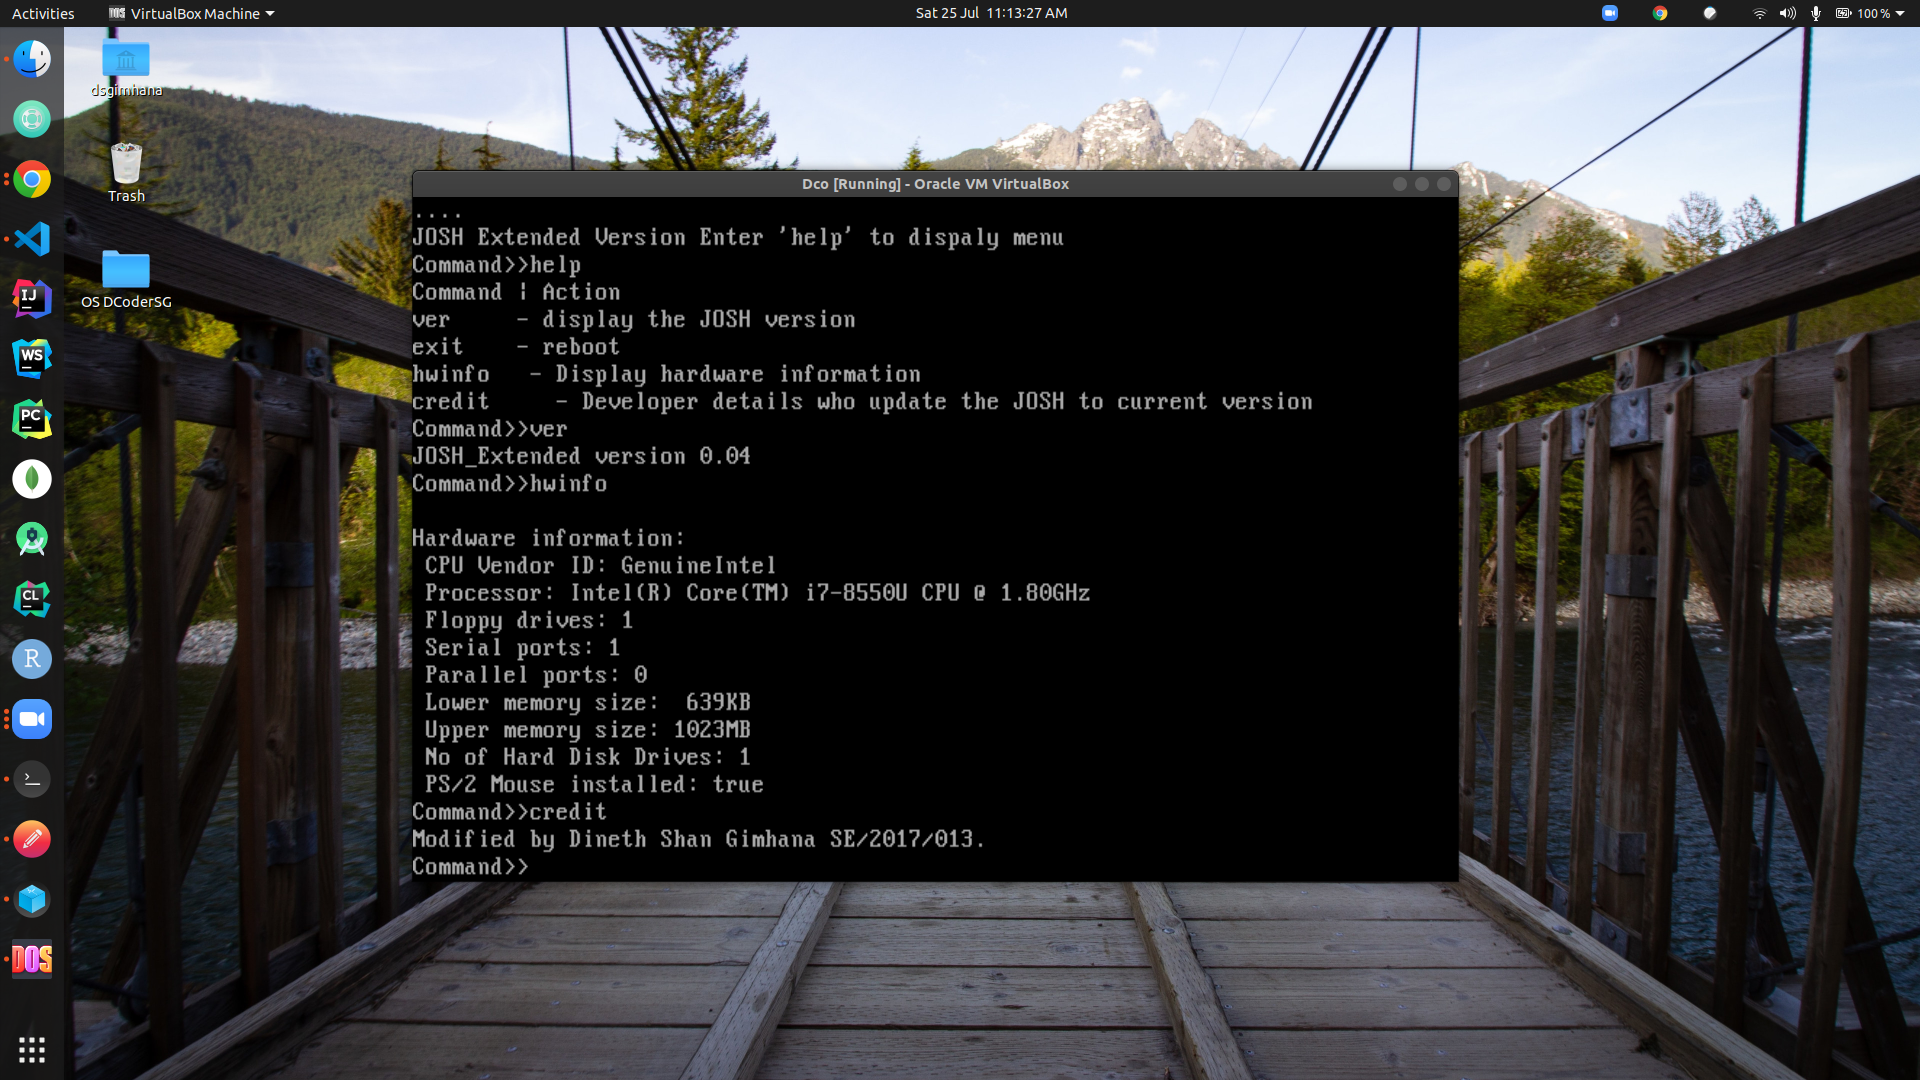 Activities
VirtualBox Machine
Sat 25 Jul 11:13:27 AM
100 %
dsgimhana
Trash
OS DCoderSG
IJ
WS
PC
CL
R
DOS
Dco [Running] - Oracle VM VirtualBox
....
JOSH Extended Version Enter 'help' to dispaly menu
Command>>help
Command | Action
ver     - display the JOSH version
exit    - reboot
hwinfo   - Display hardware information
credit     - Developer details who update the JOSH to current version
Command>>ver
JOSH_Extended version 0.04
Command>>hwinfo
Hardware information:
CPU Vendor ID: GenuineIntel
Processor: Intel(R) Core(TM) i7-8550U CPU @ 1.80GHz
Floppy drives: 1
Serial ports: 1
Parallel ports: 0
Lower memory size:  639KB
Upper memory size: 1023MB
No of Hard Disk Drives: 1
PS/2 Mouse installed: true
Command>>credit
Modified by Dineth Shan Gimhana SE/2017/013.
Command>>